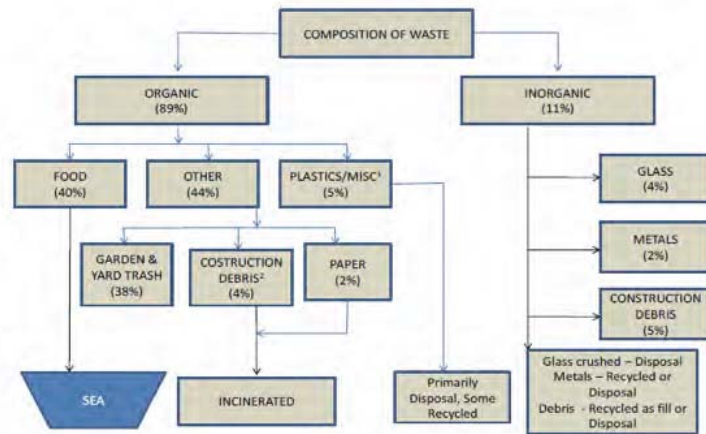 COMPOSITION OF WASTE
ORGANIC
(89%)
INORGANIC
(11%)
FOOD
(40%)
OTHER
(44%)
PLASTICS/MISC¹
(5%)
GLASS
(4%)
GARDEN &
YARD TRASH
(38%)
COSTRUCTION
DEBRIS²
(4%)
PAPER
(2%)
METALS
(2%)
CONSTRUCTION
DEBRIS
(5%)
SEA
INCINERATED
Primarily
Disposal, Some
Recycled
Glass crushed – Disposal
Metals – Recycled or
Disposal
Debris - Recycled as fill or
Disposal